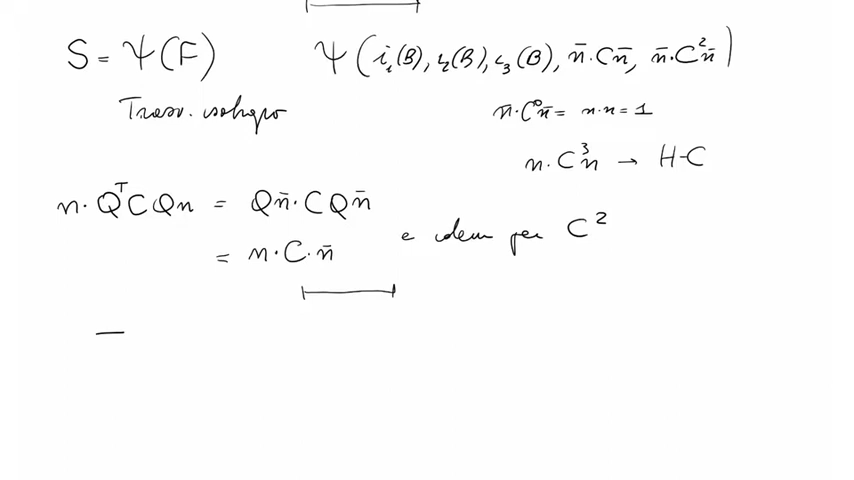 S = Ψ(F)   Ψ(i₁(B), i₂(B), i₃(B), n̄·Cn̄, n̄·C²n̄)
Trasv. isotropo
n̄·C⁰n̄ = n·n = 1
n·C³n → H-C
n·QᵀCQn = Qn̄·CQn̄
= n·C·n̄   e idem per C²